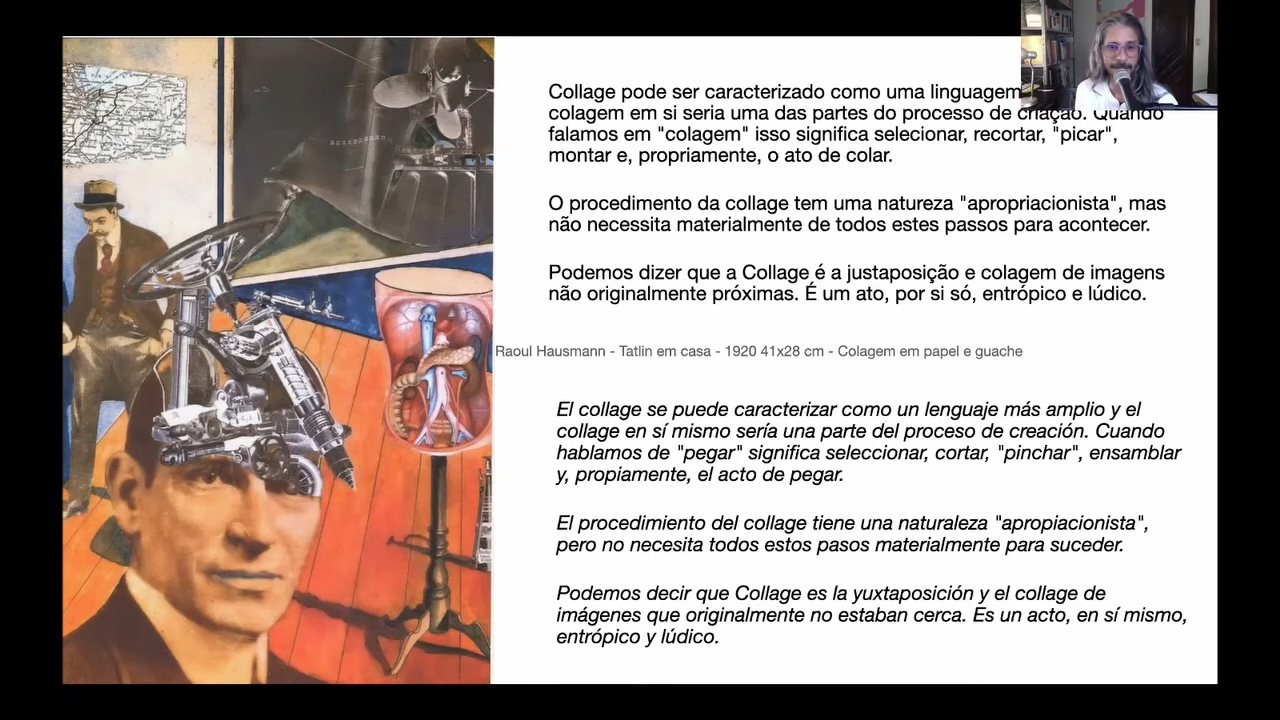 Collage pode ser caracterizado como uma linguagem
colagem em si seria uma das partes do processo de criação. Quando
falamos em "colagem" isso significa selecionar, recortar, "picar",
montar e, propriamente, o ato de colar.
O procedimento da collage tem uma natureza "apropriacionista", mas
não necessita materialmente de todos estes passos para acontecer.
Podemos dizer que a Collage é a justaposição e colagem de imagens
não originalmente próximas. É um ato, por si só, entrópico e lúdico.
Raoul Hausmann - Tatlin em casa - 1920 41x28 cm - Colagem em papel e guache
El collage se puede caracterizar como un lenguaje más amplio y el
collage en sí mismo sería una parte del proceso de creación. Cuando
hablamos de "pegar" significa seleccionar, cortar, "pinchar", ensamblar
y, propiamente, el acto de pegar.
El procedimiento del collage tiene una naturaleza "apropiacionista",
pero no necesita todos estos pasos materialmente para suceder.
Podemos decir que Collage es la yuxtaposición y el collage de
imágenes que originalmente no estaban cerca. Es un acto, en sí mismo,
entrópico y lúdico.